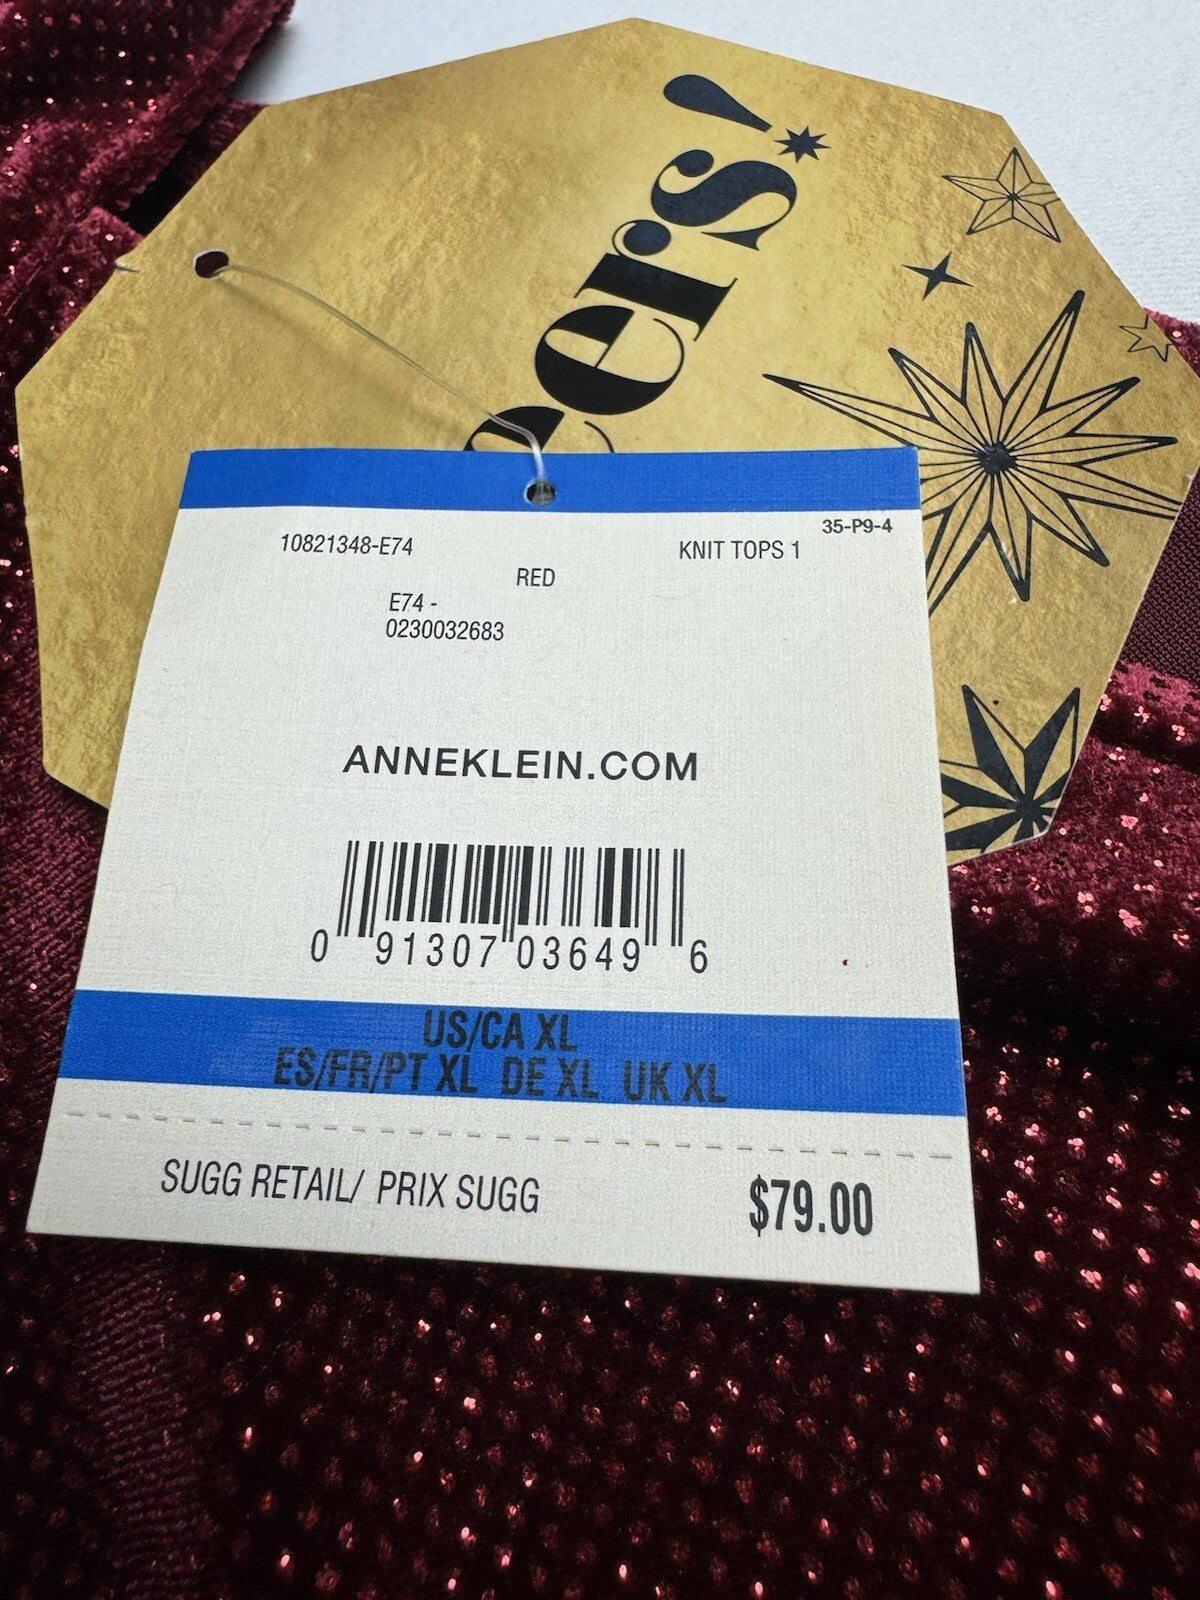 ers!
35-P9-4
10821348-E74 KNIT TOPS 1
RED
E74 -
0230032683
ANNEKLEIN.COM
0 91307 03649 6
US/CA XL
ES/FR/PT XL DE XL UK XL
SUGG RETAIL/ PRIX SUGG $79.00